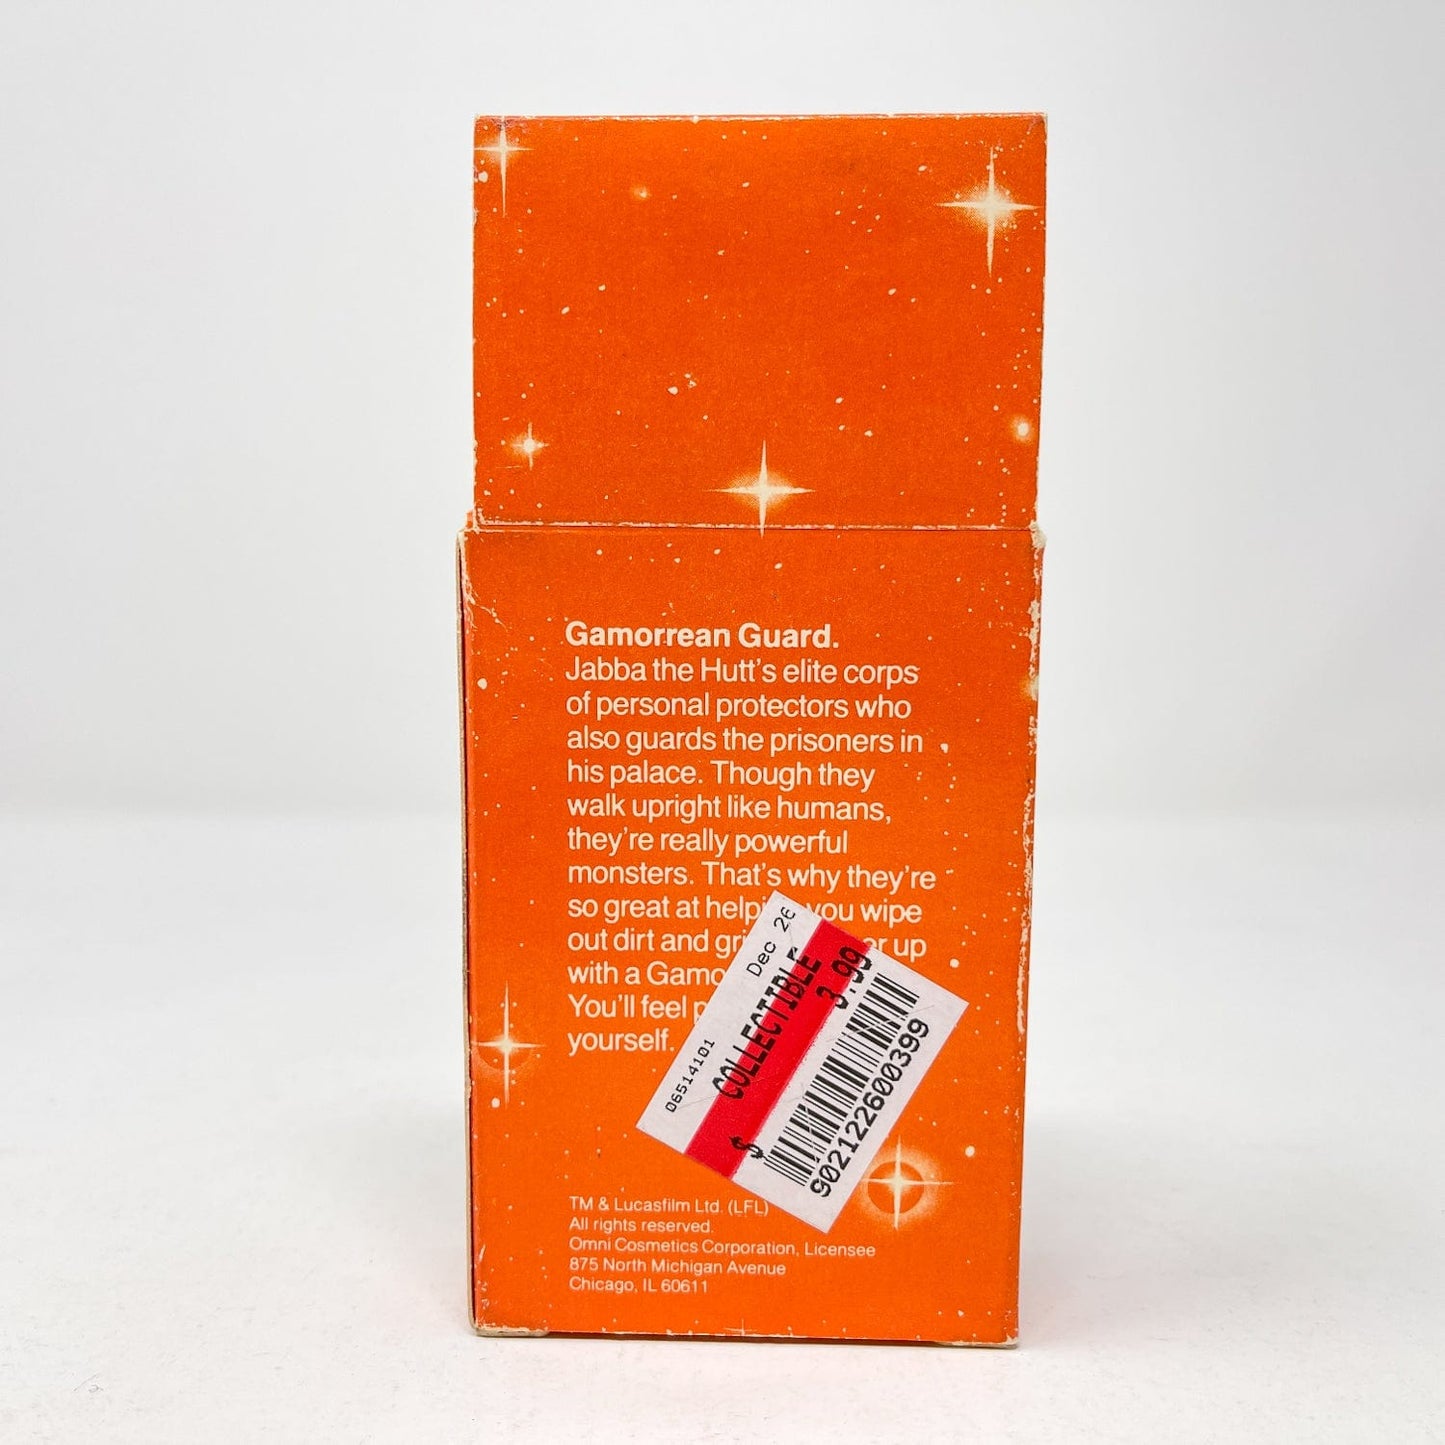 Gamorrean Guard.
Jabba the Hutt's elite corps
of personal protectors who
also guards the prisoners in
his palace. Though they
walk upright like humans,
they're really powerful
monsters. That's why they're
so great at you wipe
out dirt and up
with a
You'll feel
yourself.
Dec 26
COLLECTIBLE
$ 3.99
06514101
902122600399
TM & Lucasfilm Ltd. (LFL)
All rights reserved.
Omni Cosmetics Corporation, Licensee
875 North Michigan Avenue
Chicago, IL 60611